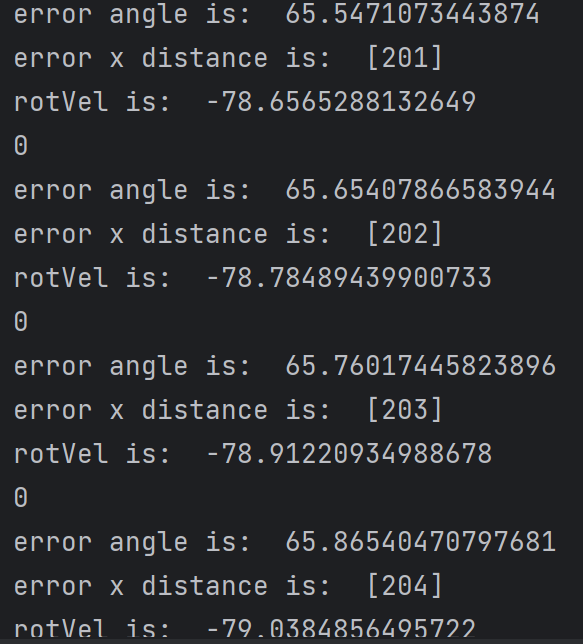 error angle is:  65.5471073443874
error x distance is:  [201]
rotVel is:  -78.6565288132649
0
error angle is:  65.65407866583944
error x distance is:  [202]
rotVel is:  -78.78489439900733
0
error angle is:  65.76017445823896
error x distance is:  [203]
rotVel is:  -78.91220934988678
0
error angle is:  65.86540470797681
error x distance is:  [204]
rotVel is:  -79.0384856495722